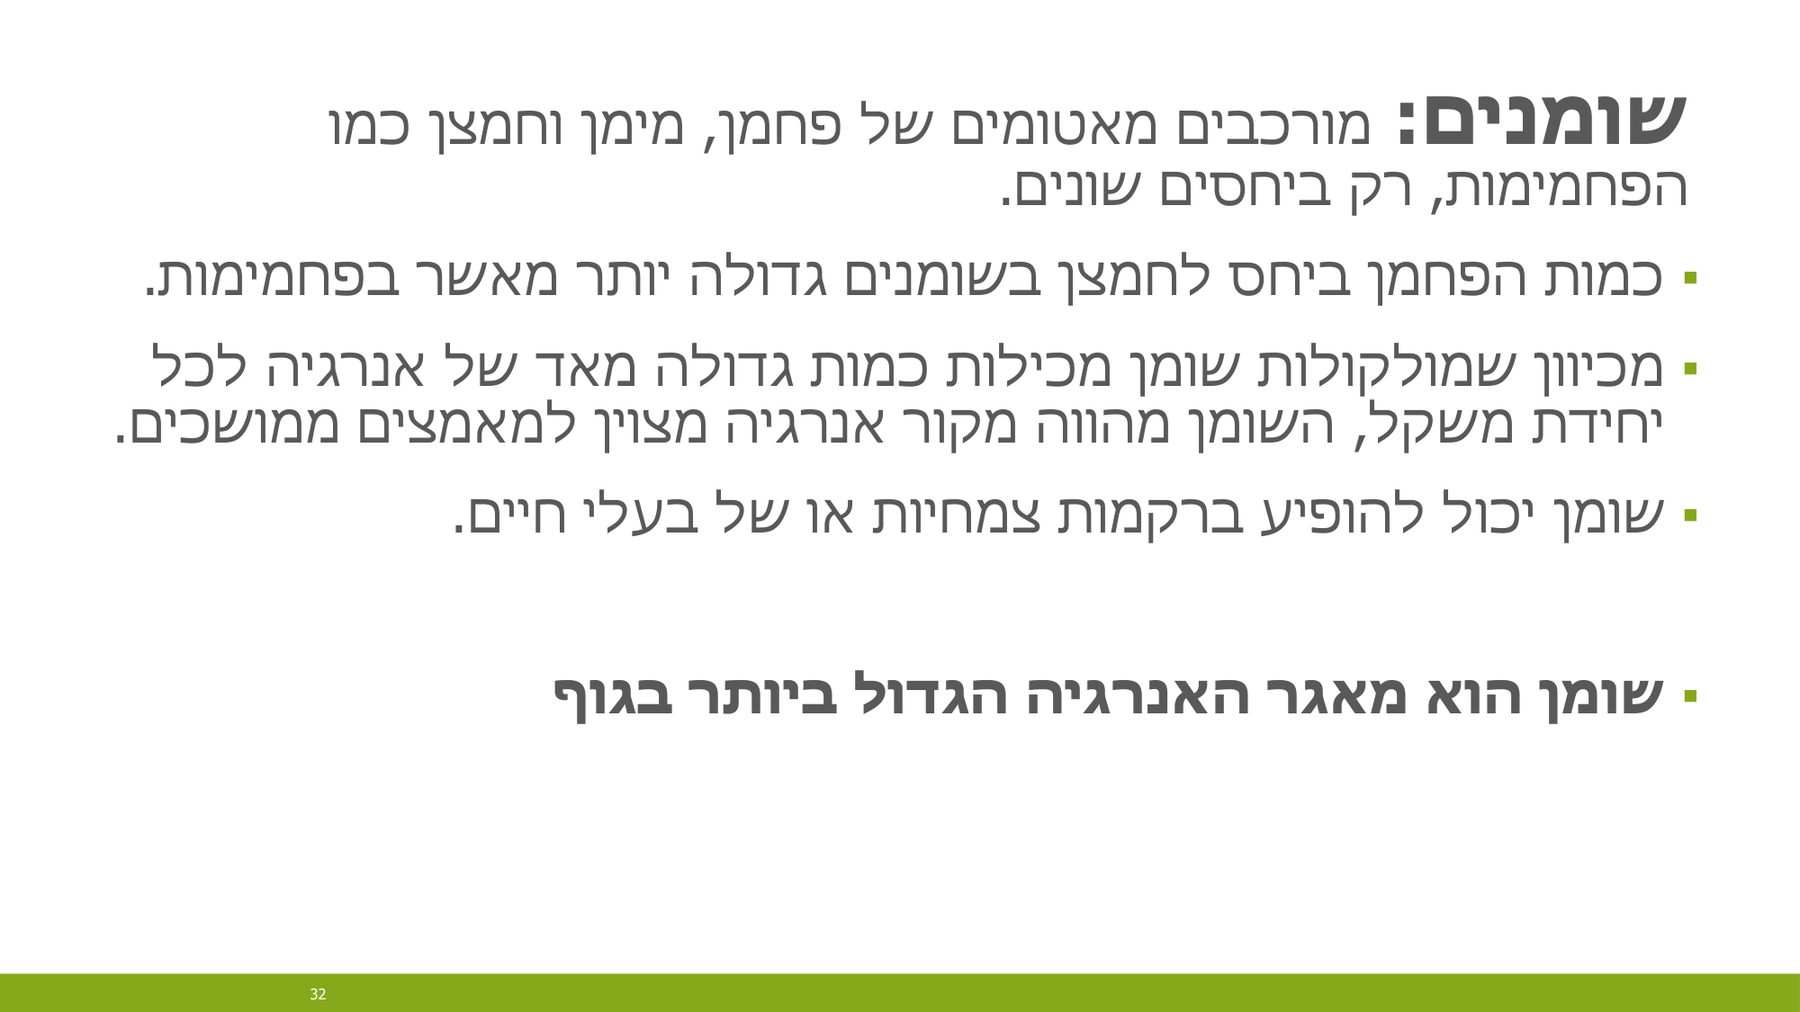 שומנים: מורכבים מאטומים של פחמן, מימן וחמצן כמו
הפחמימות, רק ביחסים שונים.
▪ כמות הפחמן ביחס לחמצן בשומנים גדולה יותר מאשר בפחמימות.
▪ מכיוון שמולקולות שומן מכילות כמות גדולה מאד של אנרגיה לכל
יחידת משקל, השומן מהווה מקור אנרגיה מצוין למאמצים ממושכים.
▪ שומן יכול להופיע ברקמות צמחיות או של בעלי חיים.
▪ שומן הוא מאגר האנרגיה הגדול ביותר בגוף
32